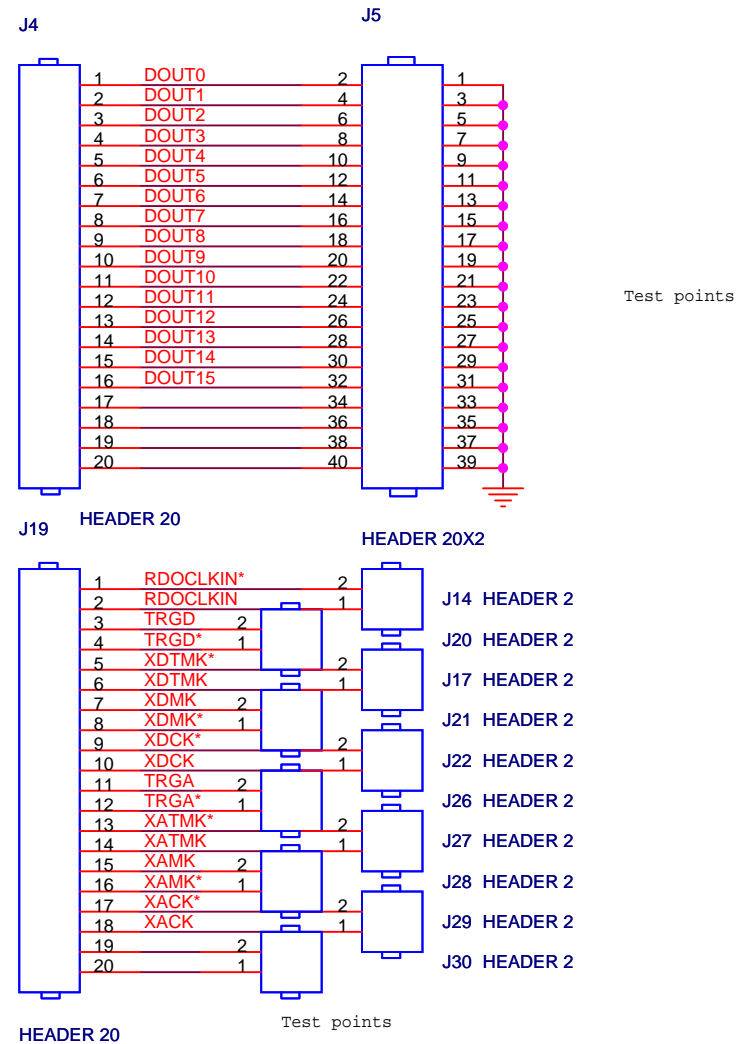 J4 J5
1 DOUT0 2 1
2 DOUT1 4 3
3 DOUT2 6 5
4 DOUT3 8 7
5 DOUT4 10 9
6 DOUT5 12 11
7 DOUT6 14 13
8 DOUT7 16 15
9 DOUT8 18 17
10 DOUT9 20 19
11 DOUT10 22 21
12 DOUT11 24 23
13 DOUT12 26 25
14 DOUT13 28 27
15 DOUT14 30 29
16 DOUT15 32 31
17 34 33
18 36 35
19 38 37
20 40 39
Test points
HEADER 20
HEADER 20X2
J19
1 RDOCLKIN* 2
2 RDOCLKIN 1
3 TRGD 2
4 TRGD* 1
5 XDTMK* 2
6 XDTMK 1
7 XDMK 2
8 XDMK* 1
9 XDCK* 2
10 XDCK 1
11 TRGA 2
12 TRGA* 1
13 XATMK* 2
14 XATMK 1
15 XAMK 2
16 XAMK* 1
17 XACK* 2
18 XACK 1
19 2
20 1
J14 HEADER 2
J20 HEADER 2
J17 HEADER 2
J21 HEADER 2
J22 HEADER 2
J26 HEADER 2
J27 HEADER 2
J28 HEADER 2
J29 HEADER 2
J30 HEADER 2
Test points
HEADER 20